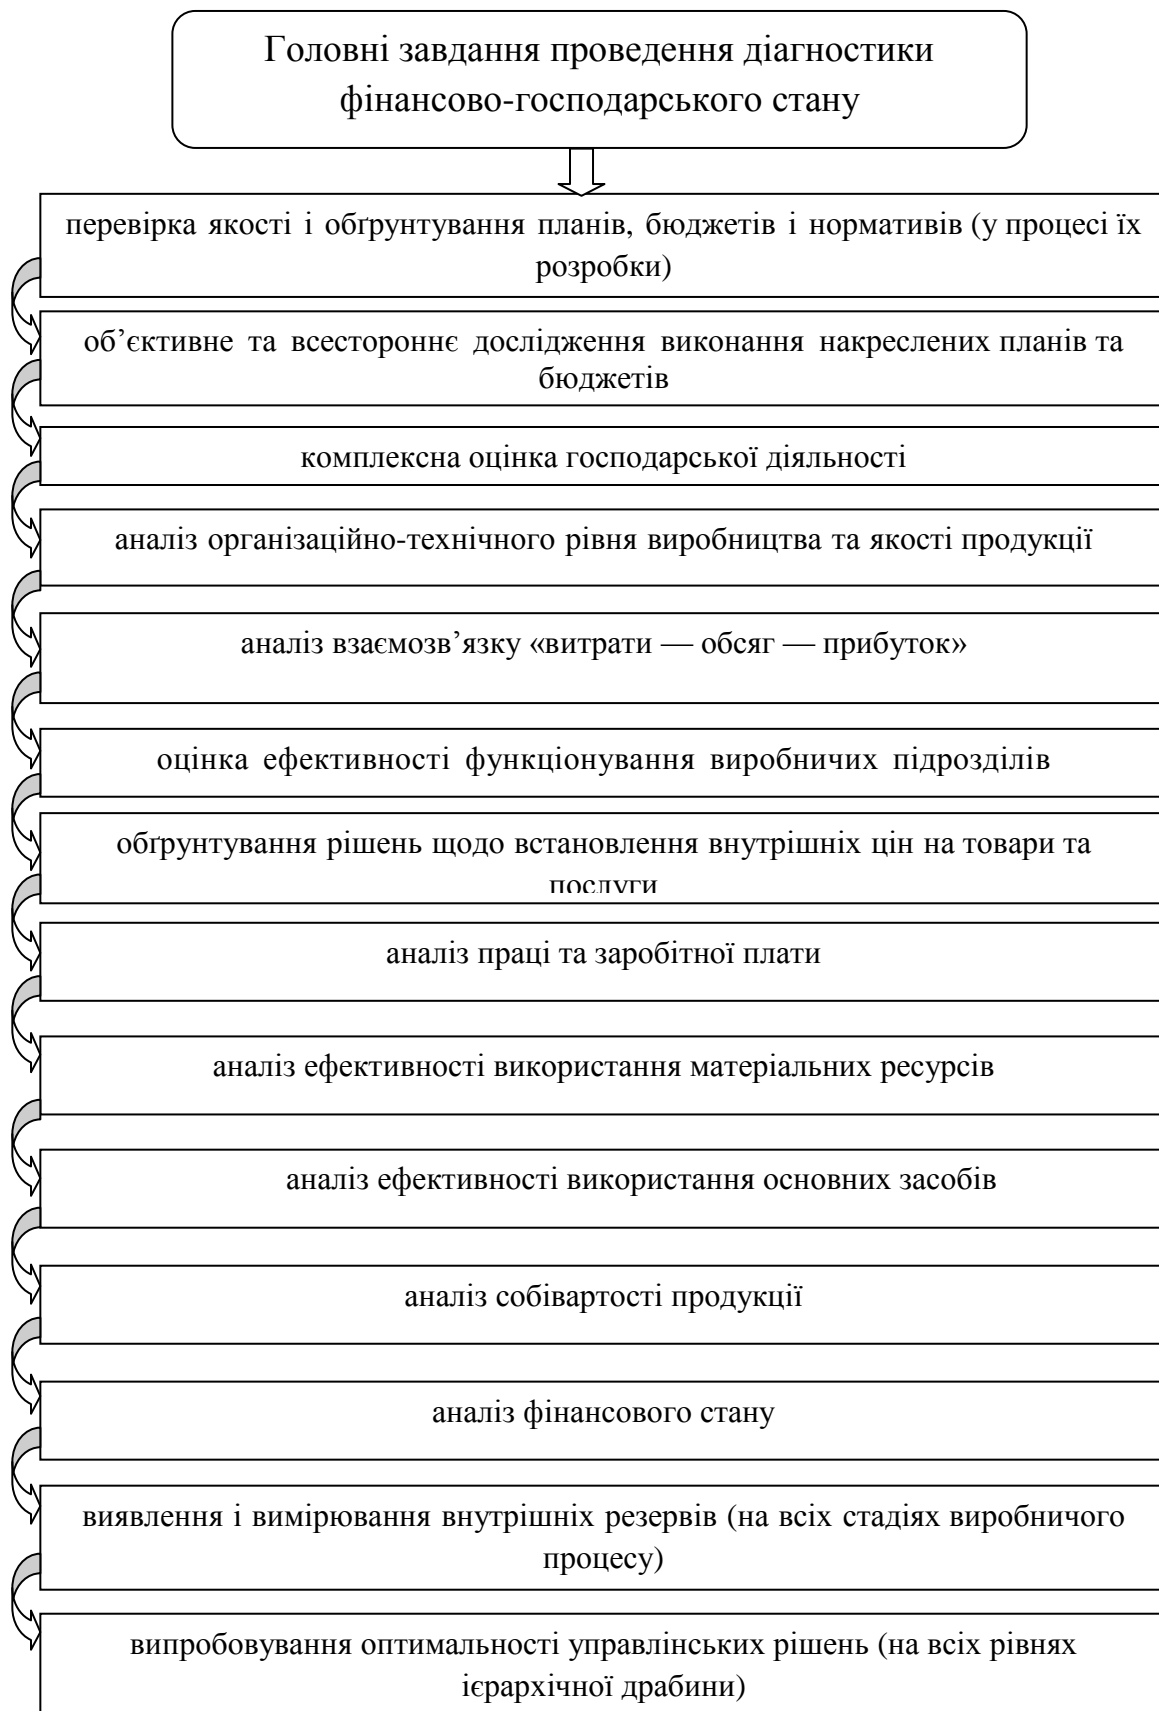 Головні завдання проведення діагностики
фінансово-господарського стану
перевірка якості і обґрунтування планів, бюджетів і нормативів (у процесі їх
розробки)
об’єктивне та всестороннє дослідження виконання накреслених планів та
бюджетів
комплексна оцінка господарської діяльності
аналіз організаційно-технічного рівня виробництва та якості продукції
аналіз взаємозв’язку «витрати — обсяг — прибуток»
оцінка ефективності функціонування виробничих підрозділів
обґрунтування рішень щодо встановлення внутрішніх цін на товари та
послуги
аналіз праці та заробітної плати
аналіз ефективності використання матеріальних ресурсів
аналіз ефективності використання основних засобів
аналіз собівартості продукції
аналіз фінансового стану
виявлення і вимірювання внутрішніх резервів (на всіх стадіях виробничого
процесу)
випробовування оптимальності управлінських рішень (на всіх рівнях
ієрархічної драбини)